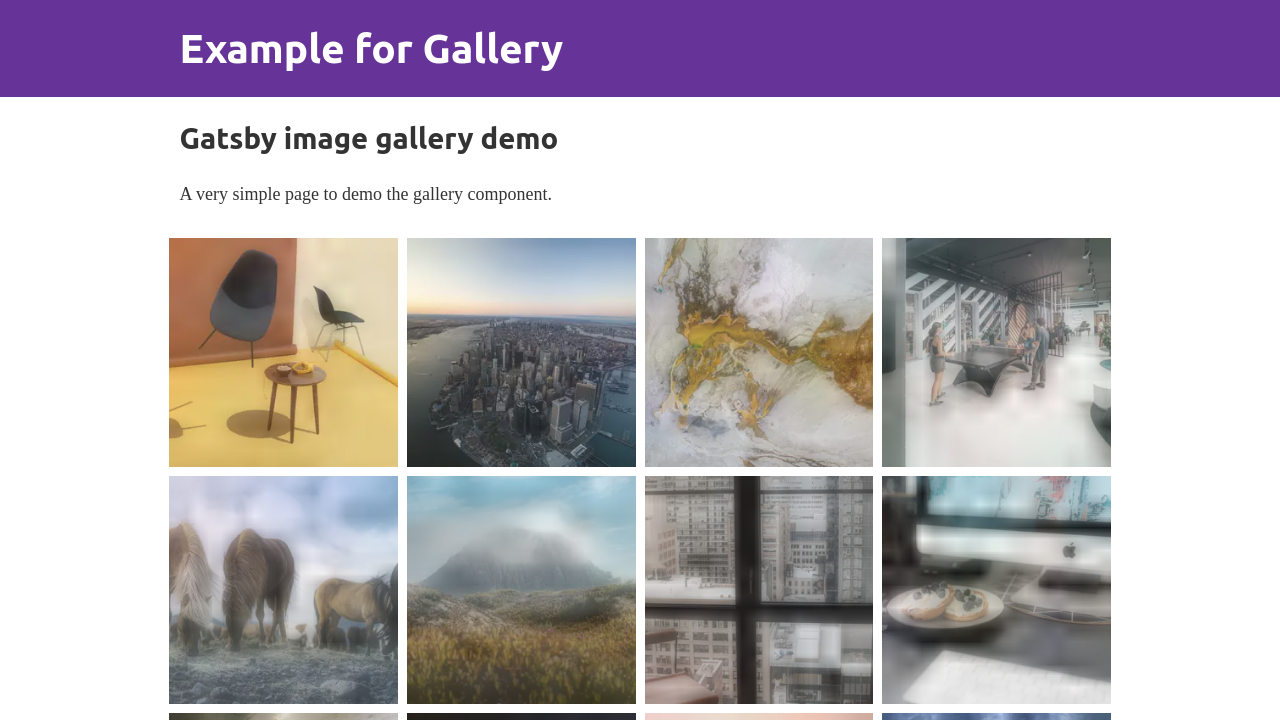 Example for Gallery
Gatsby image gallery demo
A very simple page to demo the gallery component.